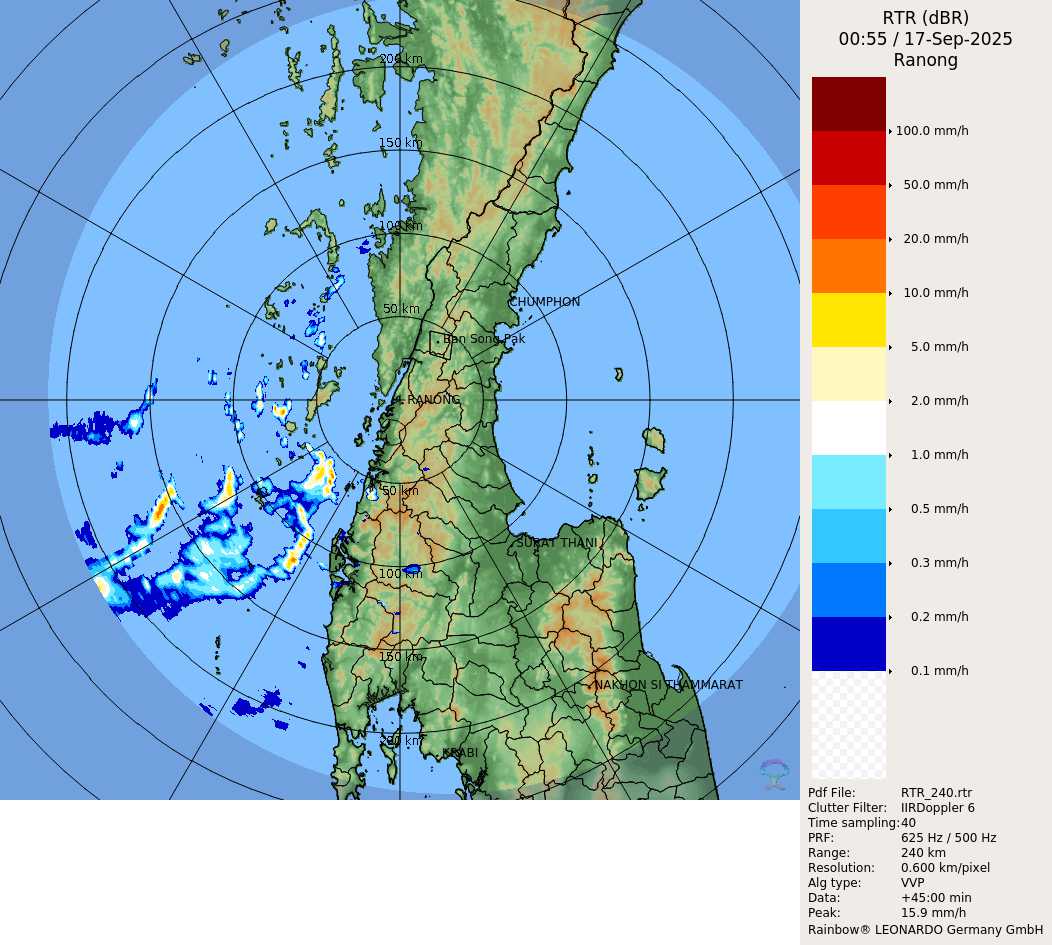 RTR (dBR)
00:55 / 17-Sep-2025
Ranong
200 km
150 km
100 km
50 km
CHUMPHON
Ban Song Pak
RANONG
50 km
SURAT THANI
100 km
150 km
NAKHON SI THAMMARAT
200 km
KRABI
100.0 mm/h
50.0 mm/h
20.0 mm/h
10.0 mm/h
5.0 mm/h
2.0 mm/h
1.0 mm/h
0.5 mm/h
0.3 mm/h
0.2 mm/h
0.1 mm/h
Pdf File: RTR_240.rtr
Clutter Filter: IIRDoppler 6
Time sampling: 40
PRF: 625 Hz / 500 Hz
Range: 240 km
Resolution: 0.600 km/pixel
Alg type: VVP
Data: +45:00 min
Peak: 15.9 mm/h
Rainbow® LEONARDO Germany GmbH